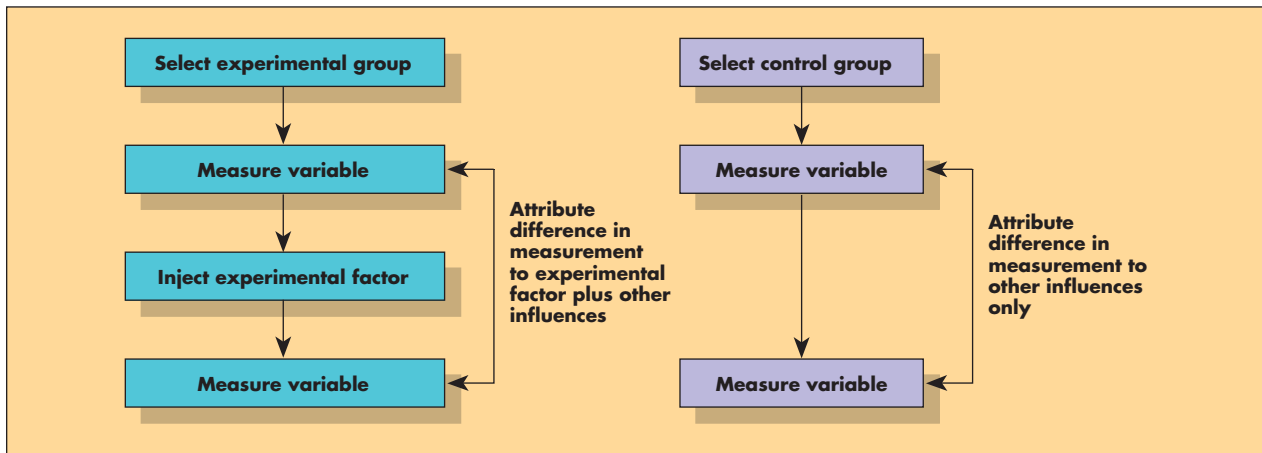 Select experimental group
Measure variable
Inject experimental factor
Measure variable
Attribute
difference in
measurement
to experimental
factor plus other
influences
Select control group
Measure variable
Measure variable
Attribute
difference in
measurement to
other influences
only